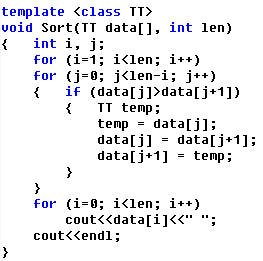 template <class TT>
void Sort(TT data[], int len)
{   int i, j;
    for (i=1; i<len; i++)
    for (j=0; j<len-i; j++)
    {   if (data[j]>data[j+1])
        {   TT temp;
            temp = data[j];
            data[j] = data[j+1];
            data[j+1] = temp;
        }
    }
    for (i=0; i<len; i++)
        cout<<data[i]<<" ";
    cout<<endl;
}